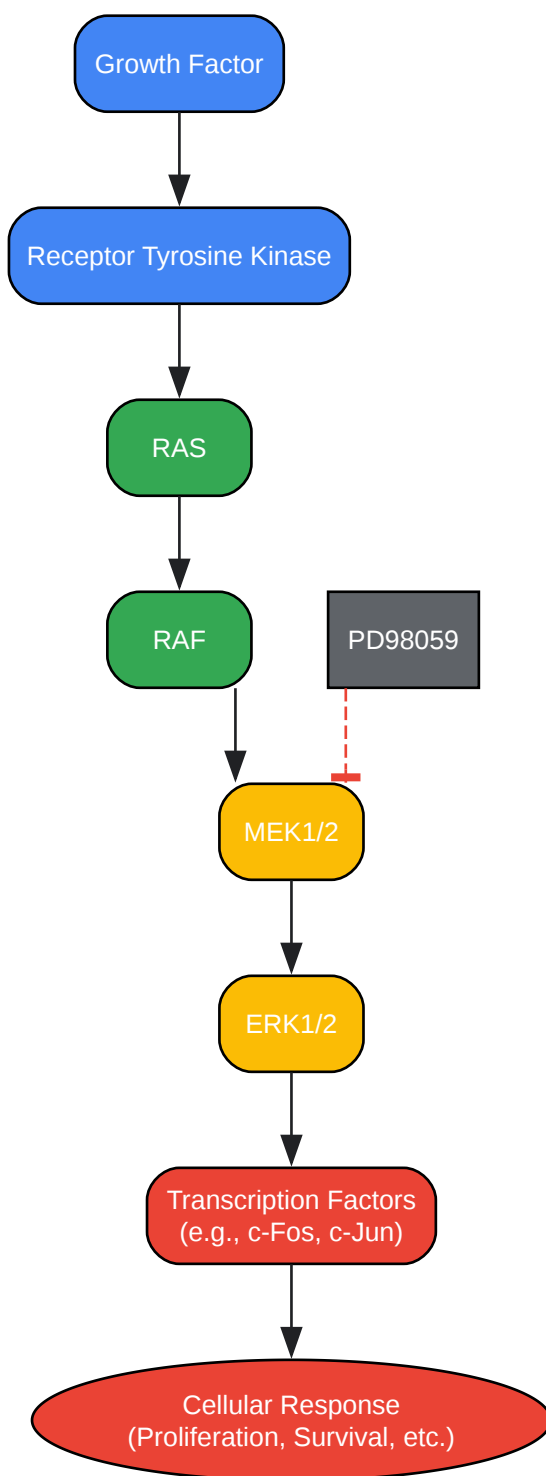 Growth Factor
Receptor Tyrosine Kinase
RAS
RAF
PD98059
MEK1/2
ERK1/2
Transcription Factors
(e.g., c-Fos, c-Jun)
Cellular Response
(Proliferation, Survival, etc.)